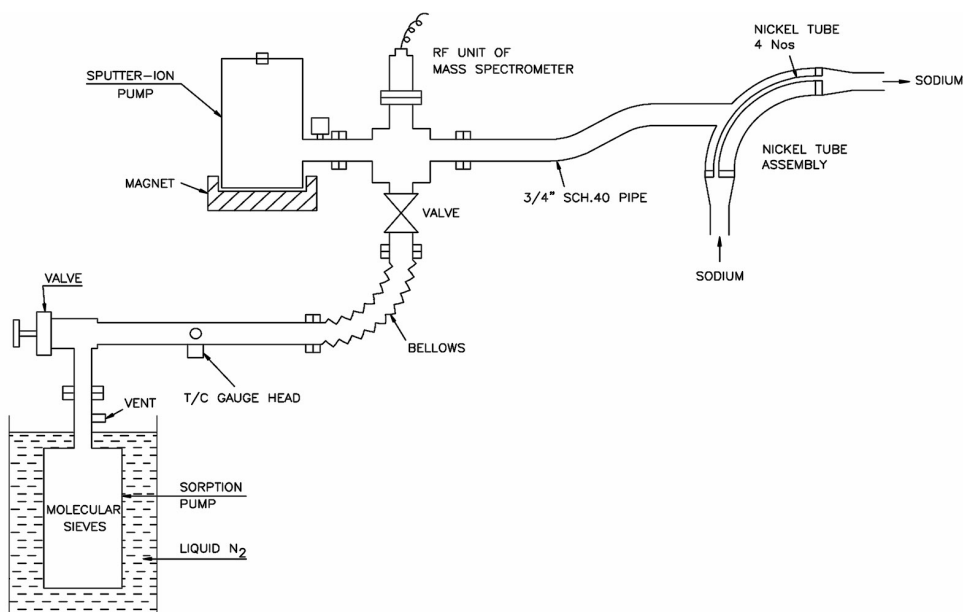 RF UNIT OF
MASS SPECTROMETER
NICKEL TUBE
4 Nos
SPUTTER-ION
PUMP
SODIUM
NICKEL TUBE
ASSEMBLY
MAGNET
3/4" SCH.40 PIPE
VALVE
SODIUM
VALVE
BELLOWS
T/C GAUGE HEAD
VENT
SORPTION
PUMP
MOLECULAR
SIEVES
LIQUID N2